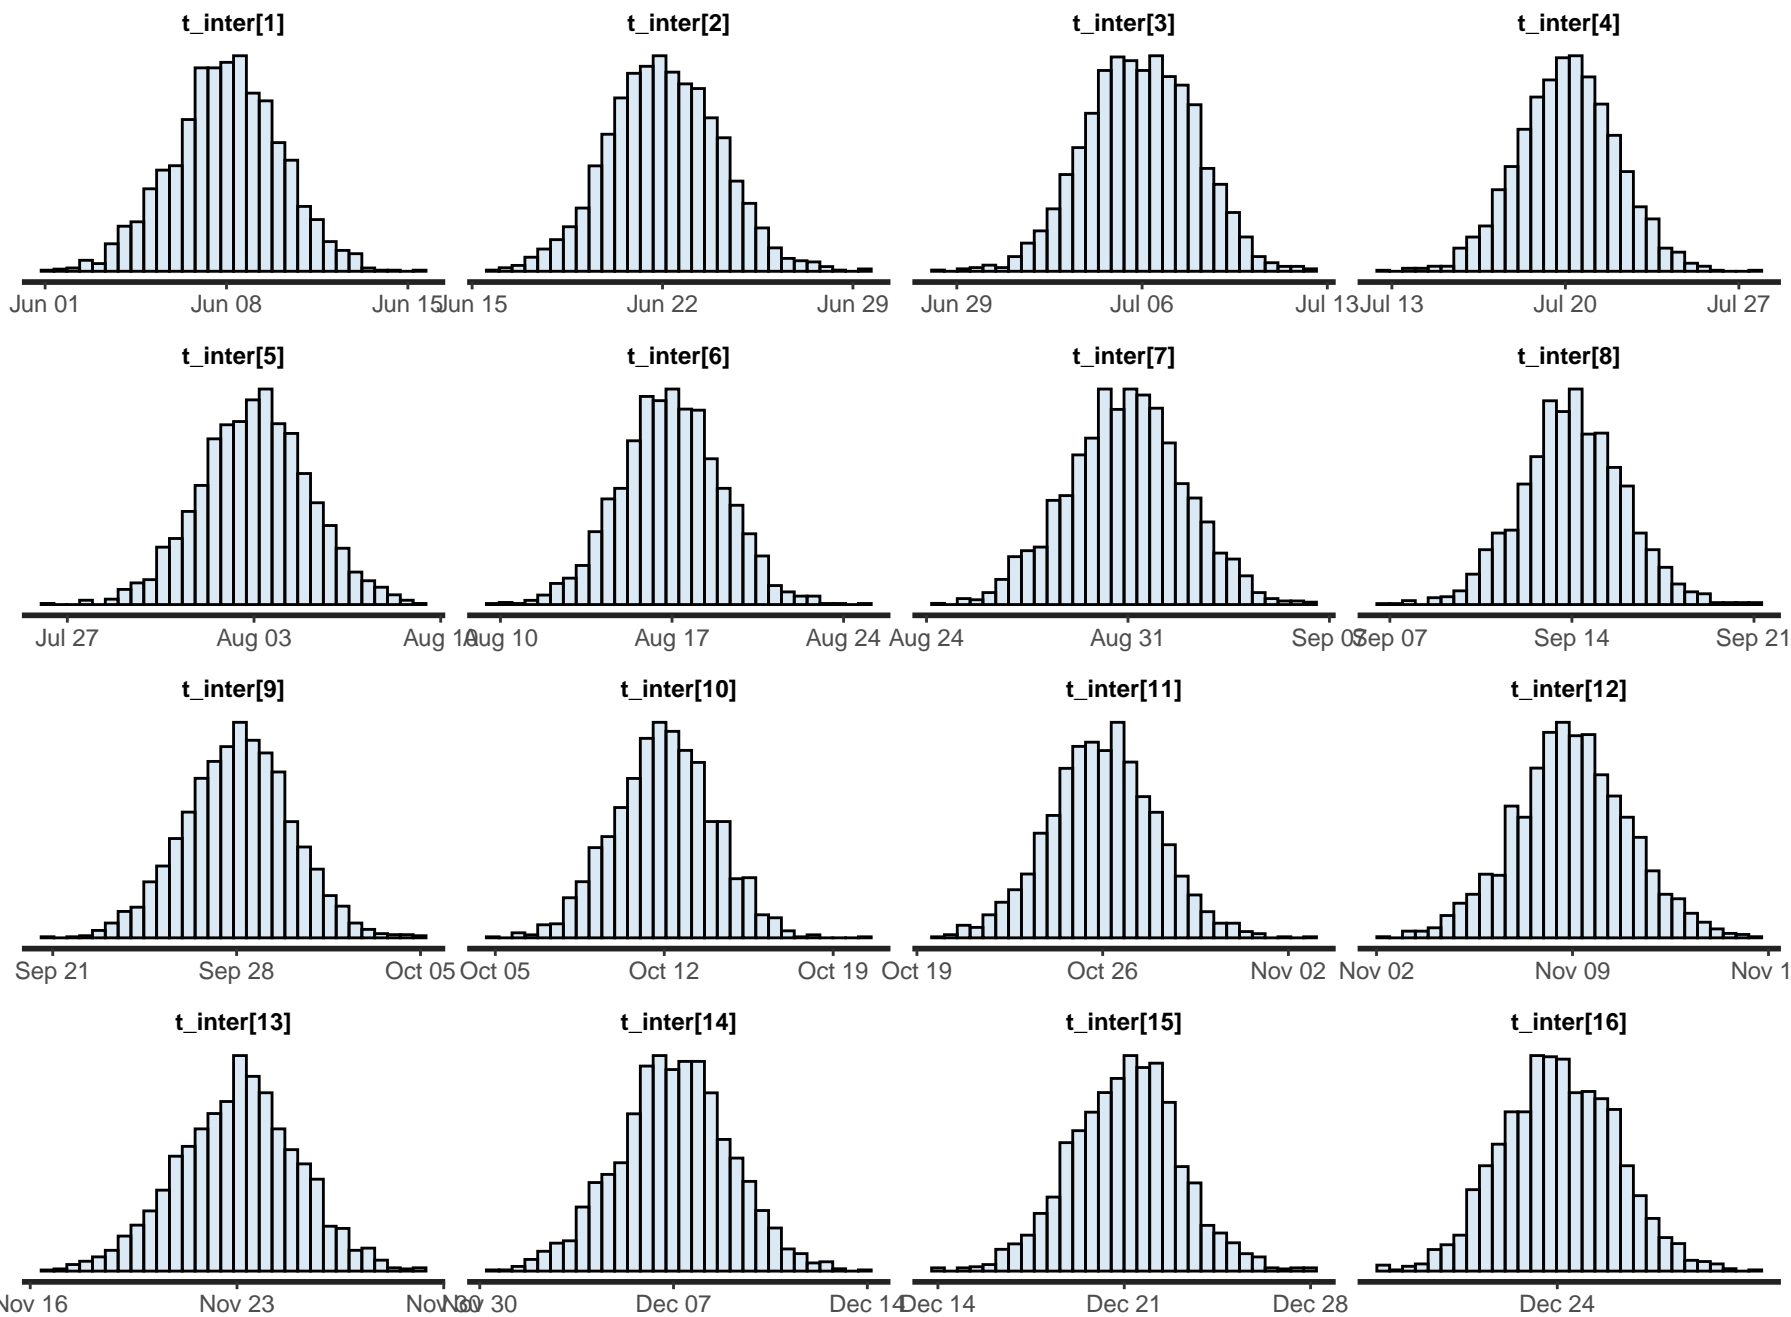 t_inter[1] t_inter[2] t_inter[3] t_inter[4]
Jun 01 Jun 08 Jun 15 Jun 15 Jun 22 Jun 29 Jun 29 Jul 06 Jul 13 Jul 13 Jul 20 Jul 27
t_inter[5] t_inter[6] t_inter[7] t_inter[8]
Jul 27 Aug 03 Aug 10 Aug 10 Aug 17 Aug 24 Aug 24 Aug 31 Sep 07 Sep 07 Sep 14 Sep 21
t_inter[9] t_inter[10] t_inter[11] t_inter[12]
Sep 21 Sep 28 Oct 05 Oct 05 Oct 12 Oct 19 Oct 19 Oct 26 Nov 02 Nov 02 Nov 09 Nov 1
t_inter[13] t_inter[14] t_inter[15] t_inter[16]
Nov 16 Nov 23 Nov 30 Nov 30 Dec 07 Dec 14 Dec 14 Dec 21 Dec 28 Dec 24